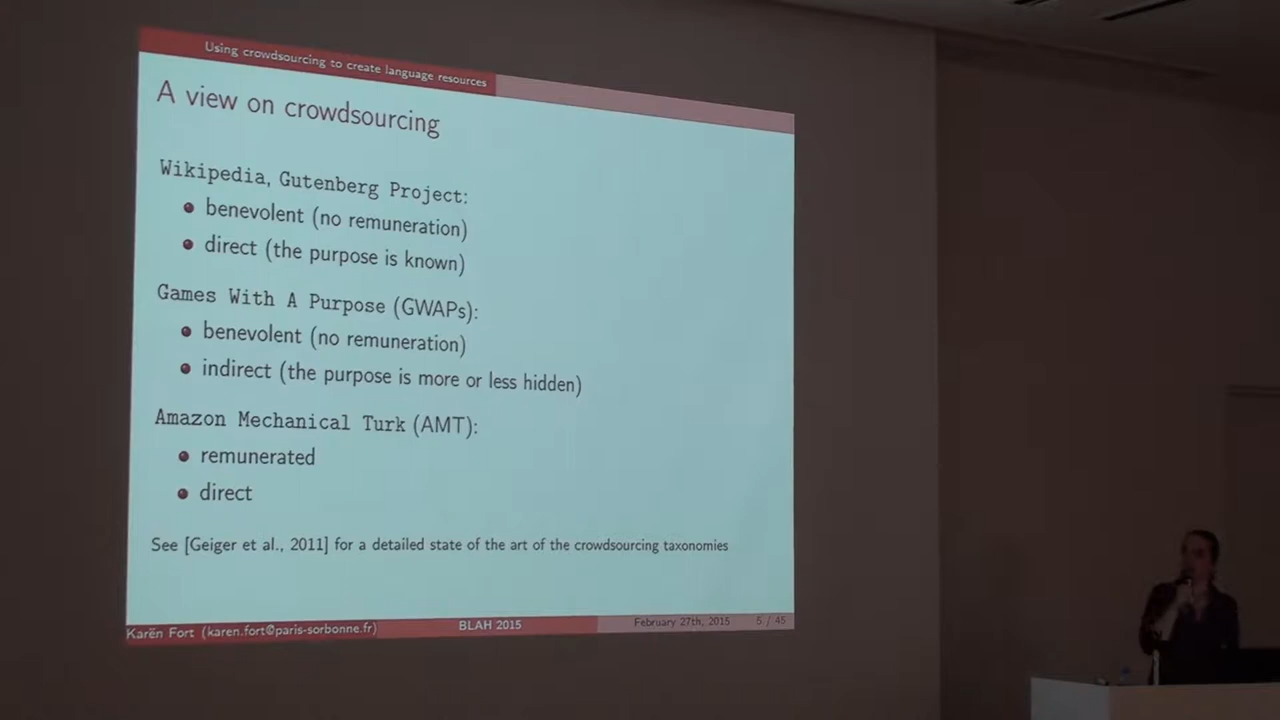 Using crowdsourcing to create language resources
A view on crowdsourcing
Wikipedia, Gutenberg Project:
benevolent (no remuneration)
direct (the purpose is known)
Games With A Purpose (GWAPs):
benevolent (no remuneration)
indirect (the purpose is more or less hidden)
Amazon Mechanical Turk (AMT):
remunerated
direct
See [Geiger et al., 2011] for a detailed state of the art of the crowdsourcing taxonomies
Karën Fort (karen.fort@paris-sorbonne.fr) BLAH 2015 February 27th, 2015 5 / 45